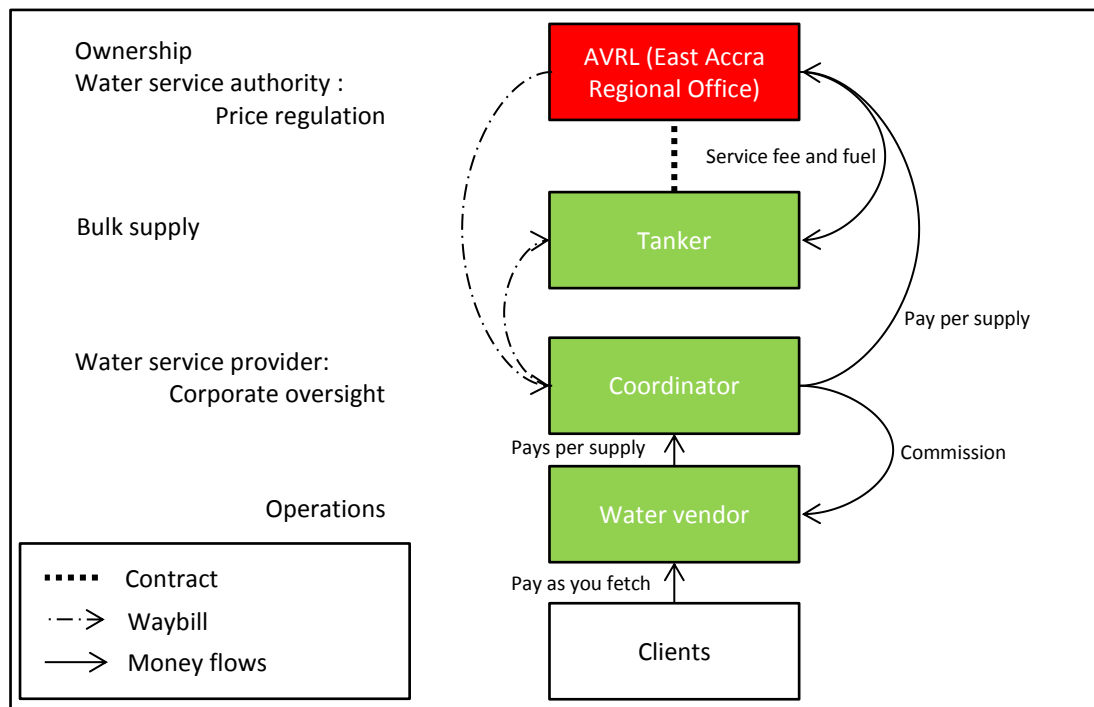 Ownership
Water service authority :
Price regulation
AVRL (East Accra
Regional Office)
Service fee and fuel
Bulk supply
Tanker
Pay per supply
Water service provider:
Corporate oversight
Coordinator
Pays per supply
Commission
Operations
Water vendor
Pay as you fetch
Contract
Waybill
Money flows
Clients